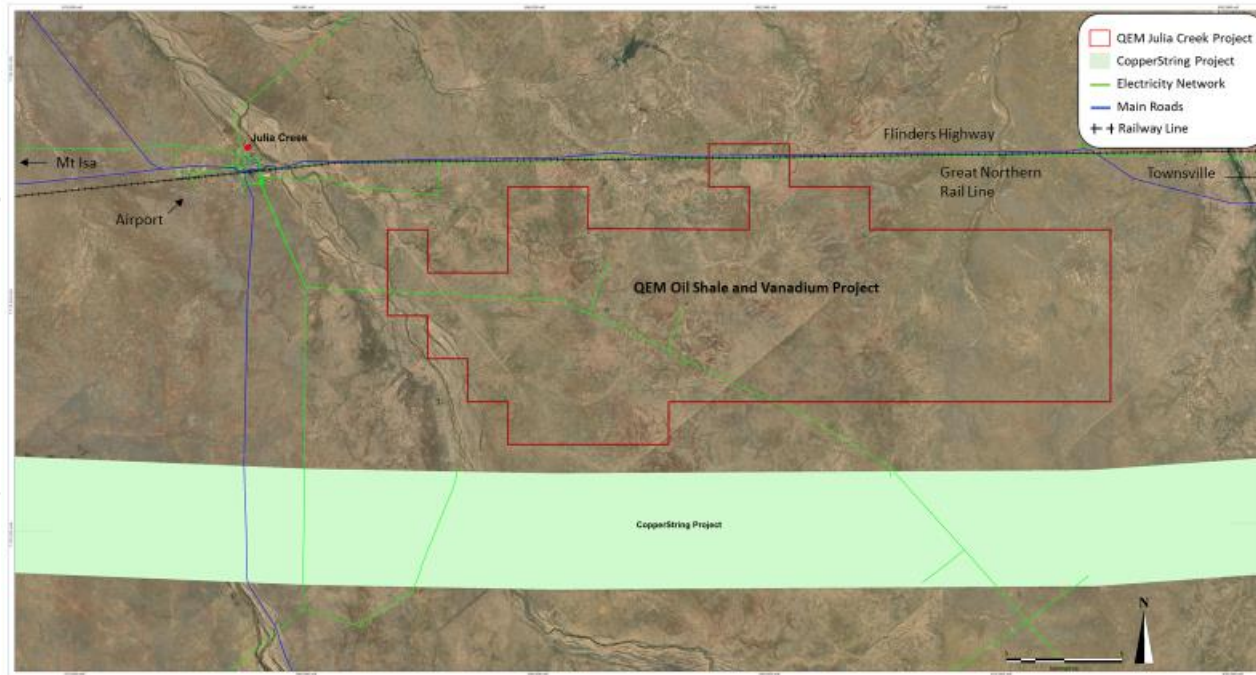 QEM Julia Creek Project
CopperString Project
Electricity Network
Main Roads
Railway Line
Julia Creek
Flinders Highway
Mt Isa
Great Northern
Rail Line
Townsville
Airport
QEM Oil Shale and Vanadium Project
CopperString Project
N